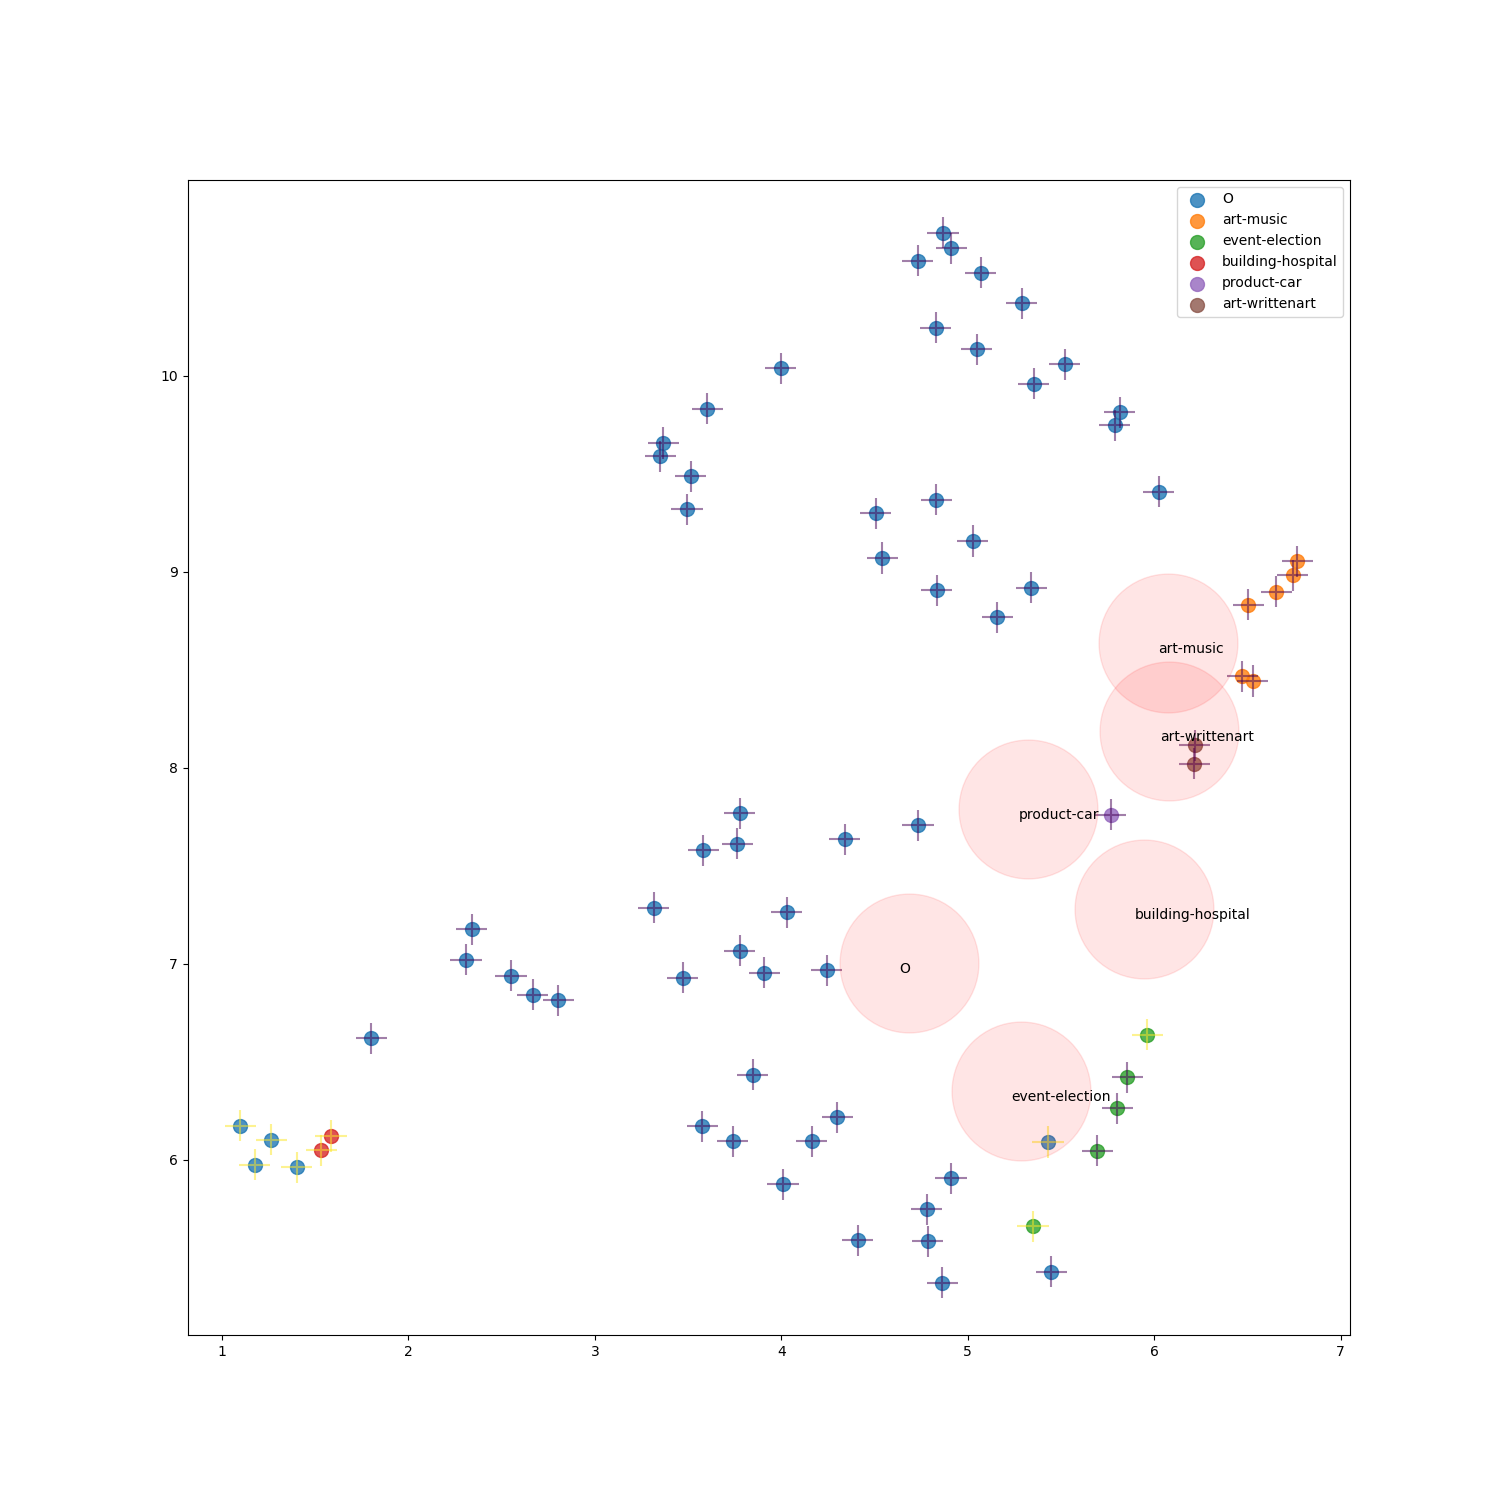 O
art-music
event-election
building-hospital
product-car
art-writtenart
10
9
art-music
art-writtenart
8
product-car
building-hospital
7
O
event-election
6
1 2 3 4 5 6 7